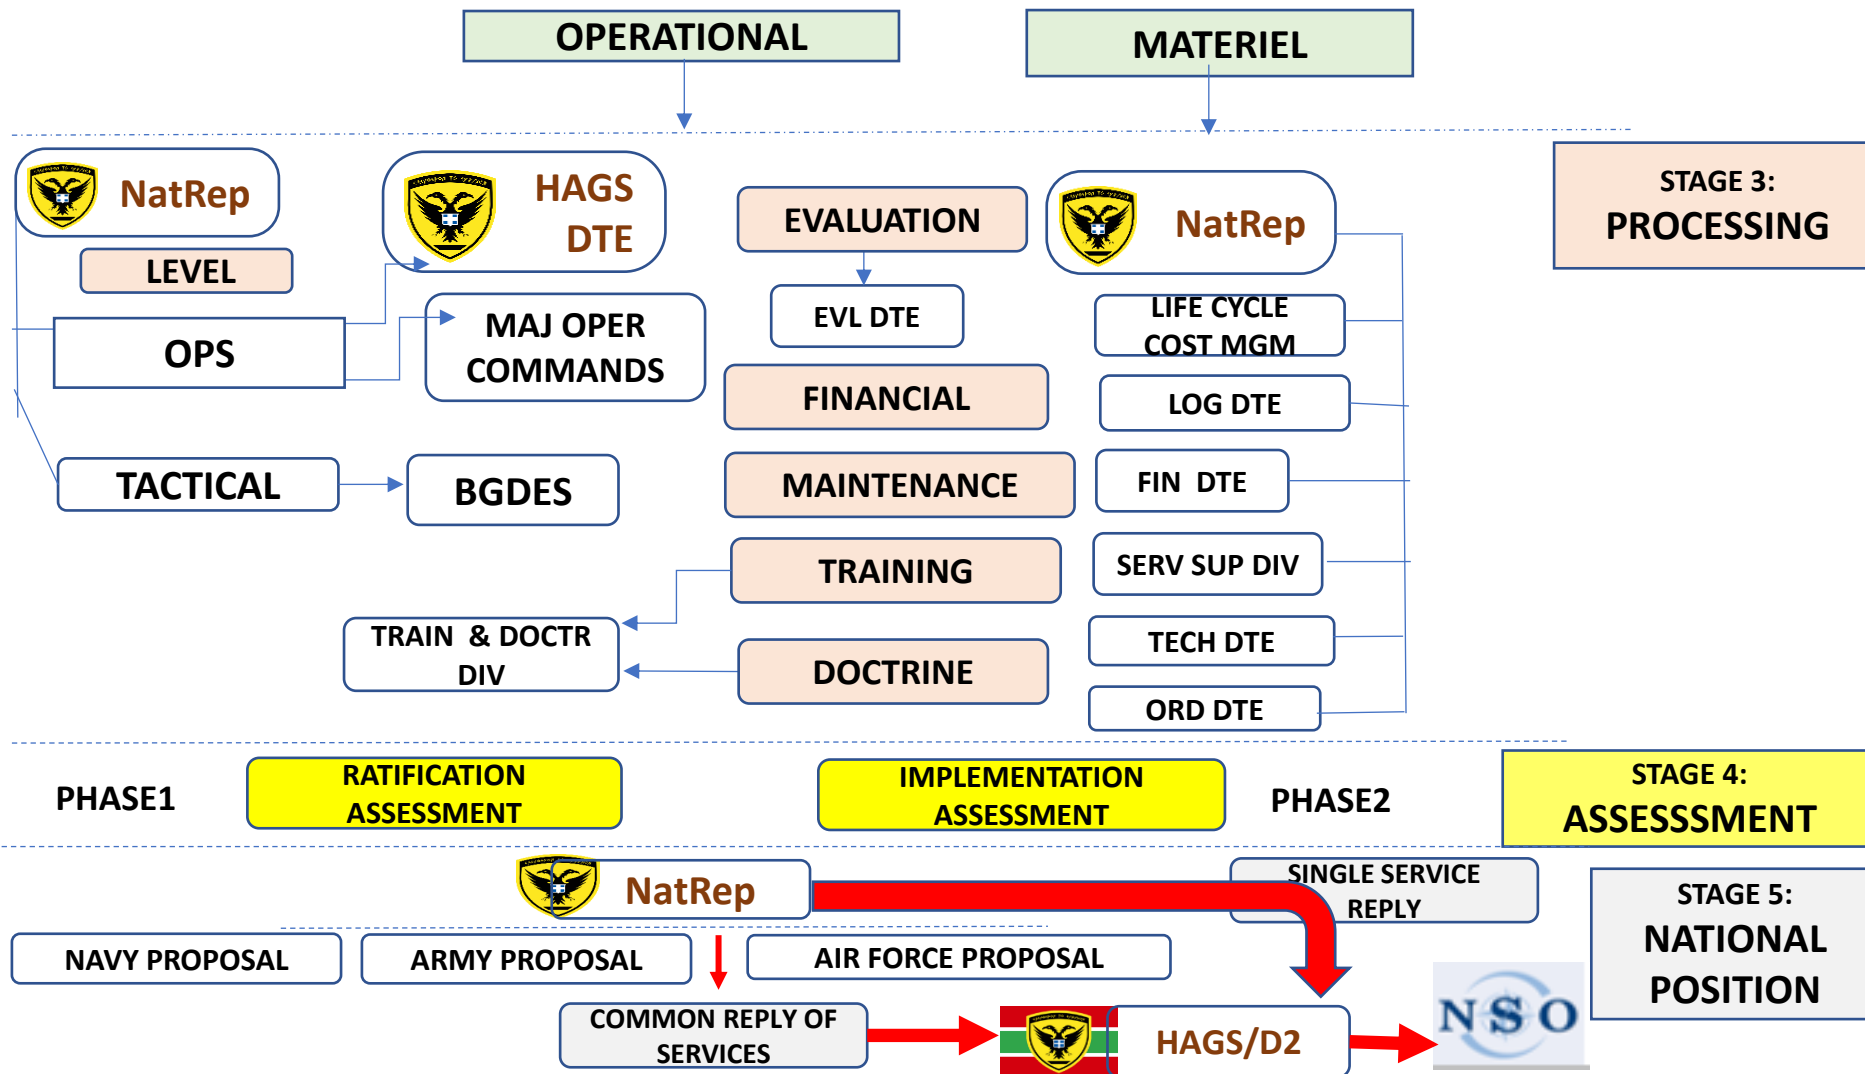 OPERATIONAL
MATERIEL
NatRep
HAGS
DTE
EVALUATION
NatRep
STAGE 3:
PROCESSING
LEVEL
OPS
MAJ OPER
COMMANDS
EVL DTE
LIFE CYCLE
COST MGM
FINANCIAL
LOG DTE
TACTICAL
BGDES
MAINTENANCE
FIN DTE
TRAINING
SERV SUP DIV
TRAIN & DOCTR
DIV
DOCTRINE
TECH DTE
ORD DTE
PHASE1
RATIFICATION
ASSESSMENT
IMPLEMENTATION
ASSESSMENT
PHASE2
STAGE 4:
ASSESSSMENT
NatRep
SINGLE SERVICE
REPLY
STAGE 5:
NATIONAL
POSITION
NAVY PROPOSAL
ARMY PROPOSAL
AIR FORCE PROPOSAL
COMMON REPLY OF
SERVICES
HAGS/D2
NSO